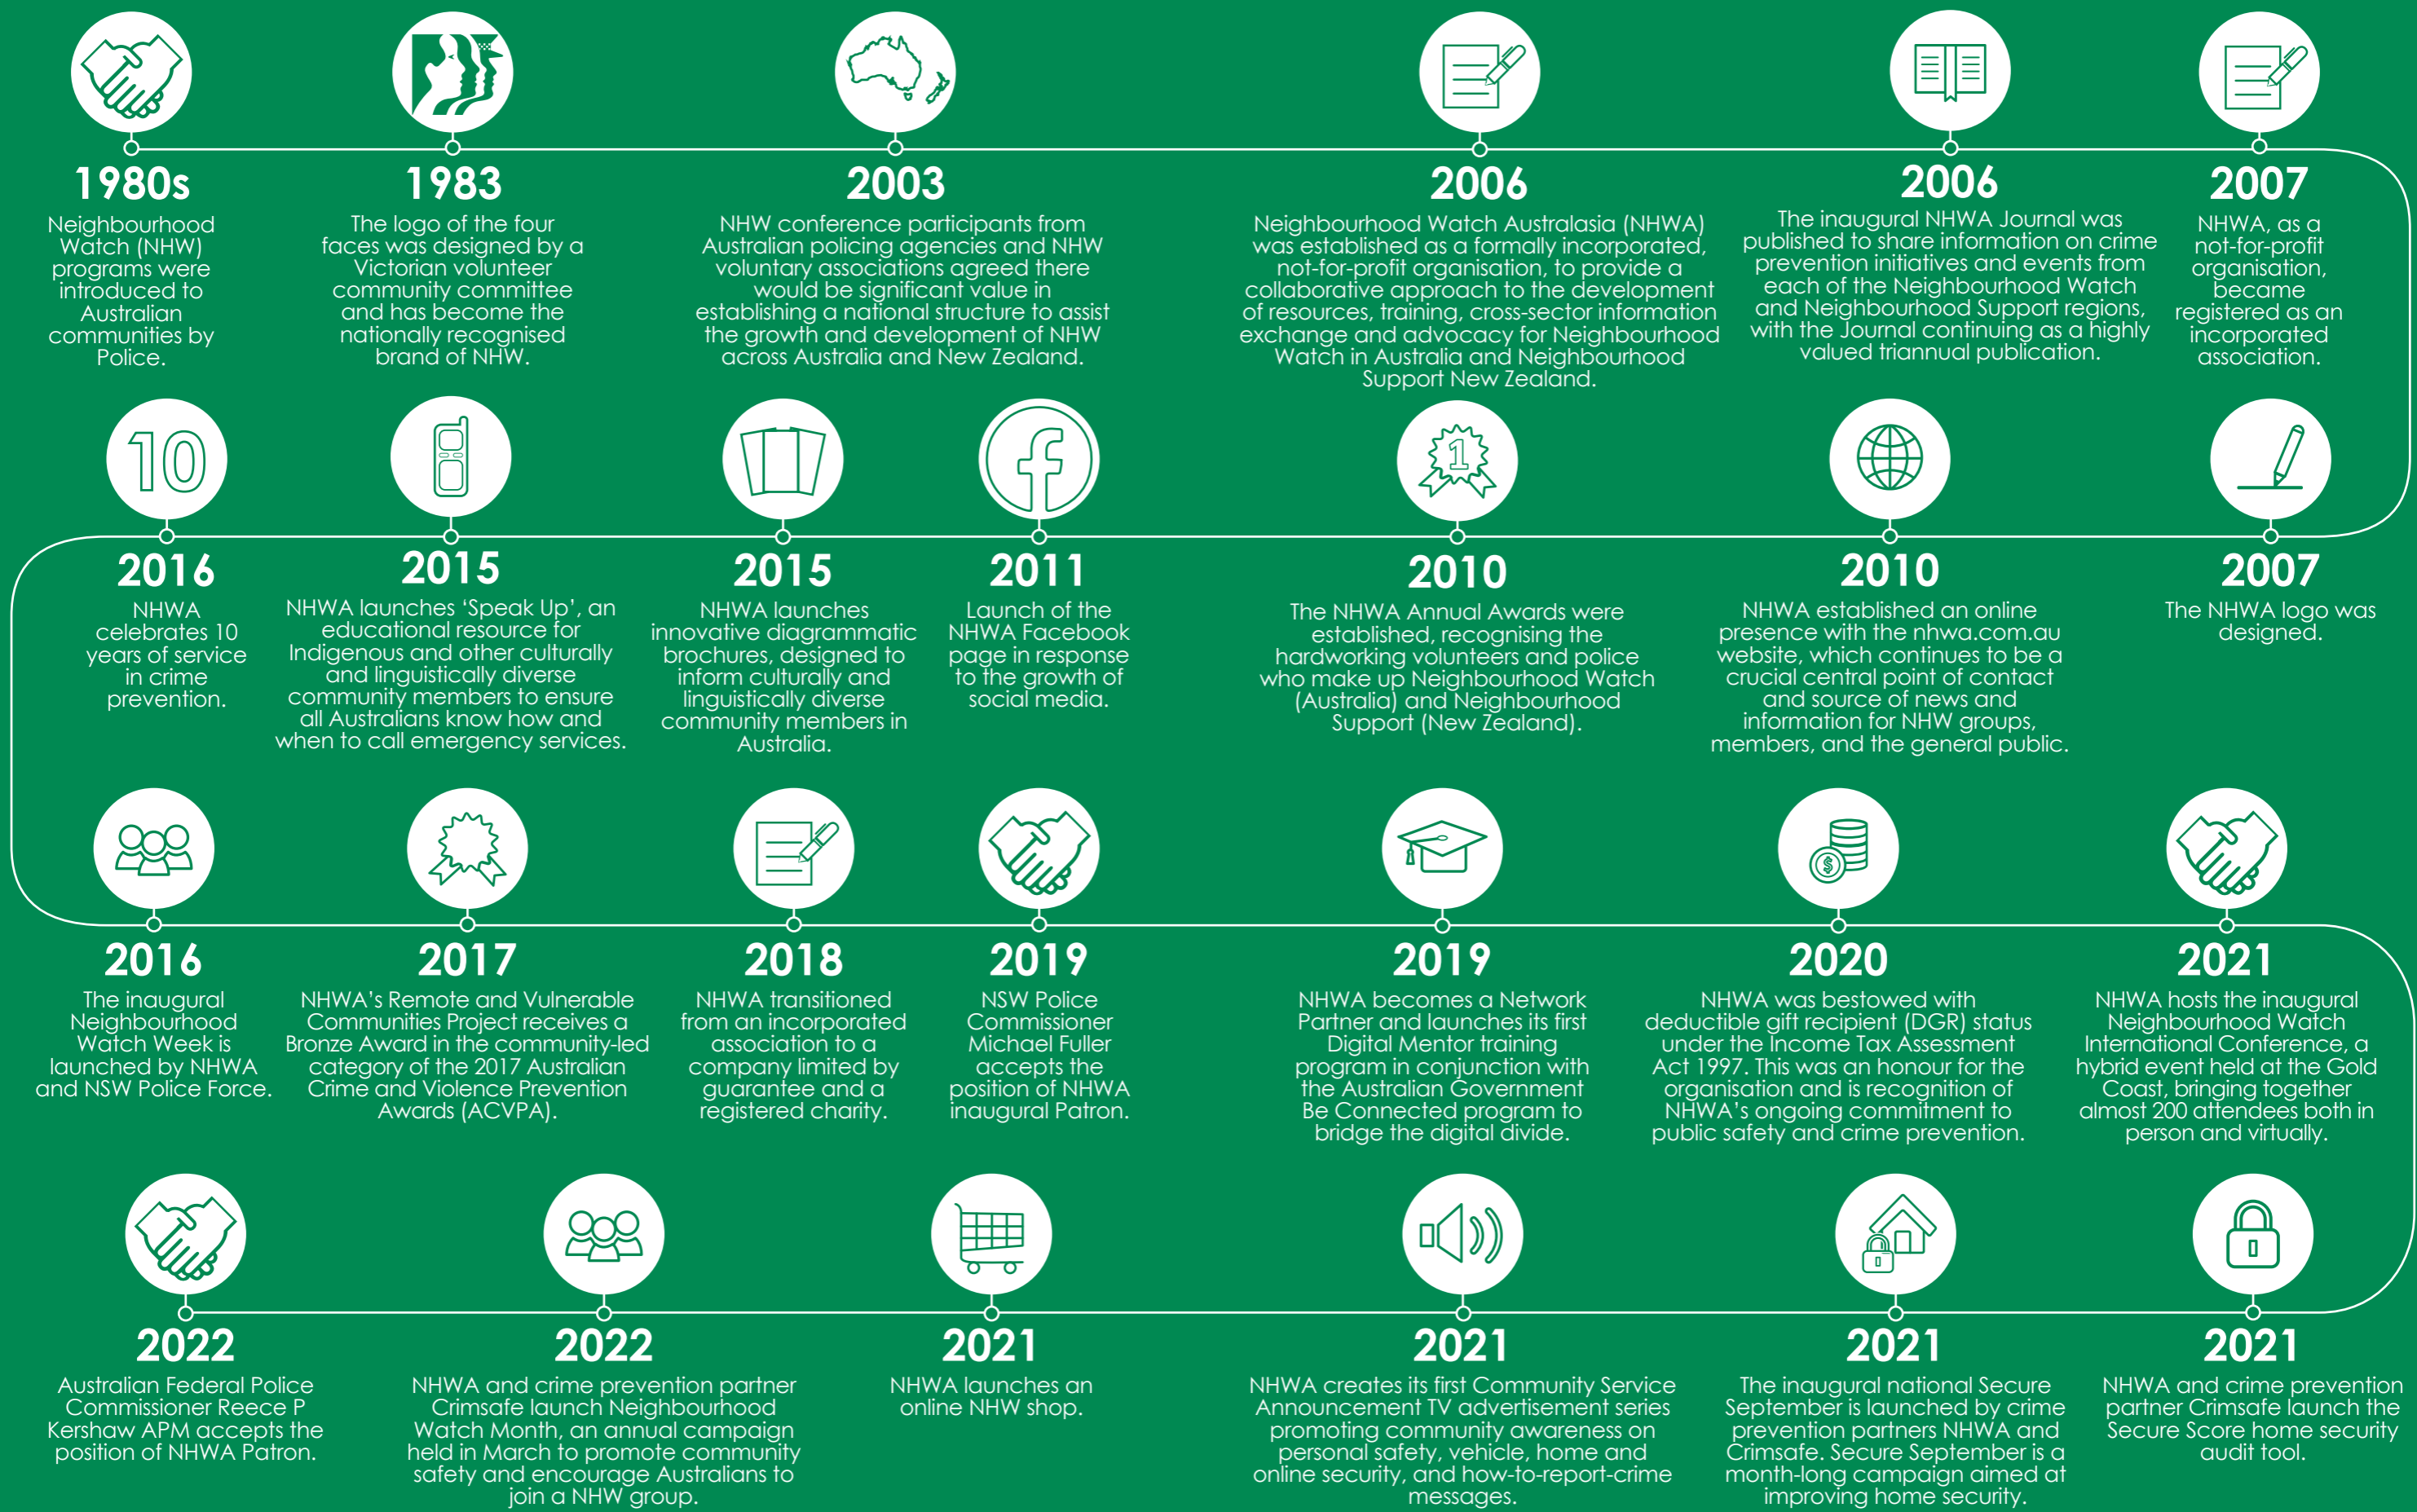 1980s
Neighbourhood
Watch (NHW)
programs were
introduced to
Australian
communities by
Police.
1983
The logo of the four
faces was designed by a
Victorian volunteer
community committee
and has become the
nationally recognised
brand of NHW.
2003
NHW conference participants from
Australian policing agencies and NHW
voluntary associations agreed there
would be significant value in
establishing a national structure to assist
the growth and development of NHW
across Australia and New Zealand.
2006
Neighbourhood Watch Australasia (NHWA)
was established as a formally incorporated,
not-for-profit organisation, to provide a
collaborative approach to the development
of resources, training, cross-sector information
exchange and advocacy for Neighbourhood
Watch in Australia and Neighbourhood
Support New Zealand.
2006
The inaugural NHWA Journal was
published to share information on crime
prevention initiatives and events from
each of the Neighbourhood Watch
and Neighbourhood Support regions,
with the Journal continuing as a highly
valued triannual publication.
2007
NHWA, as a
not-for-profit
organisation,
became
registered as an
incorporated
association.
2007
The NHWA logo was
designed.
2010
NHWA established an online
presence with the nhwa.com.au
website, which continues to be a
crucial central point of contact
and source of news and
information for NHW groups,
members, and the general public.
1
2010
The NHWA Annual Awards were
established, recognising the
hardworking volunteers and police
who make up Neighbourhood Watch
(Australia) and Neighbourhood
Support (New Zealand).
f
2011
Launch of the
NHWA Facebook
page in response
to the growth of
social media.
2015
NHWA launches
innovative diagrammatic
brochures, designed to
inform culturally and
linguistically diverse
community members in
Australia.
2015
NHWA launches ‘Speak Up’, an
educational resource for
Indigenous and other culturally
and linguistically diverse
community members to ensure
all Australians know how and
when to call emergency services.
10
2016
NHWA
celebrates 10
years of service
in crime
prevention.
2016
The inaugural
Neighbourhood
Watch Week is
launched by NHWA
and NSW Police Force.
2017
NHWA’s Remote and Vulnerable
Communities Project receives a
Bronze Award in the community-led
category of the 2017 Australian
Crime and Violence Prevention
Awards (ACVPA).
2018
NHWA transitioned
from an incorporated
association to a
company limited by
guarantee and a
registered charity.
2019
NSW Police
Commissioner
Michael Fuller
accepts the
position of NHWA
inaugural Patron.
2019
NHWA becomes a Network
Partner and launches its first
Digital Mentor training
program in conjunction with
the Australian Government
Be Connected program to
bridge the digital divide.
$
2020
NHWA was bestowed with
deductible gift recipient (DGR) status
under the Income Tax Assessment
Act 1997. This was an honour for the
organisation and is recognition of
NHWA’s ongoing commitment to
public safety and crime prevention.
2021
NHWA hosts the inaugural
Neighbourhood Watch
International Conference, a
hybrid event held at the Gold
Coast, bringing together
almost 200 attendees both in
person and virtually.
2021
NHWA and crime prevention
partner Crimsafe launch the
Secure Score home security
audit tool.
2021
The inaugural national Secure
September is launched by crime
prevention partners NHWA and
Crimsafe. Secure September is a
month-long campaign aimed at
improving home security.
2021
NHWA creates its first Community Service
Announcement TV advertisement series
promoting community awareness on
personal safety, vehicle, home and
online security, and how-to-report-crime
messages.
2021
NHWA launches an
online NHW shop.
2022
NHWA and crime prevention partner
Crimsafe launch Neighbourhood
Watch Month, an annual campaign
held in March to promote community
safety and encourage Australians to
join a NHW group.
2022
Australian Federal Police
Commissioner Reece P
Kershaw APM accepts the
position of NHWA Patron.